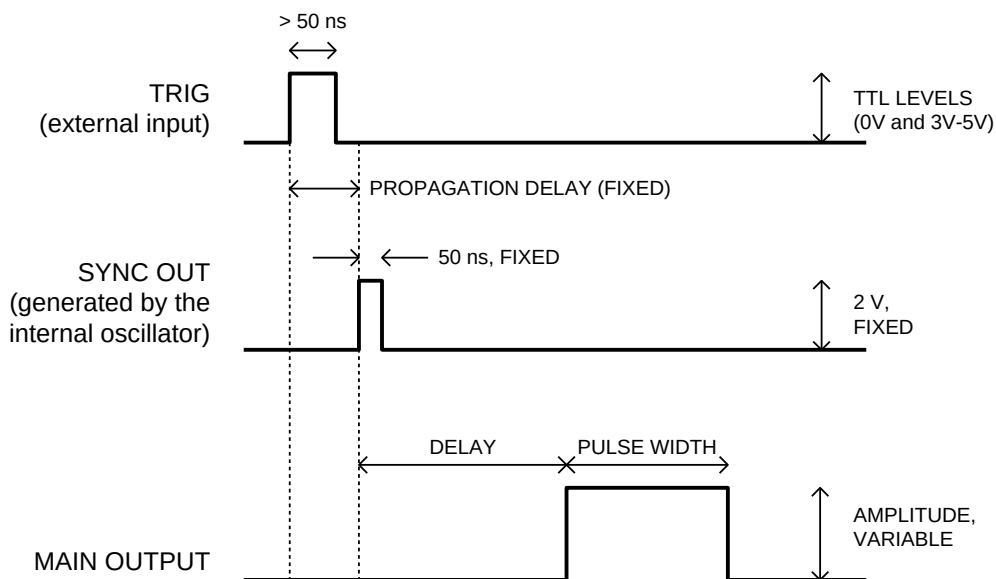 > 50 ns
TRIG
(external input)
TTL LEVELS
(0V and 3V-5V)
PROPAGATION DELAY (FIXED)
50 ns, FIXED
SYNC OUT
(generated by the
internal oscillator)
2 V,
FIXED
DELAY
PULSE WIDTH
AMPLITUDE,
VARIABLE
MAIN OUTPUT